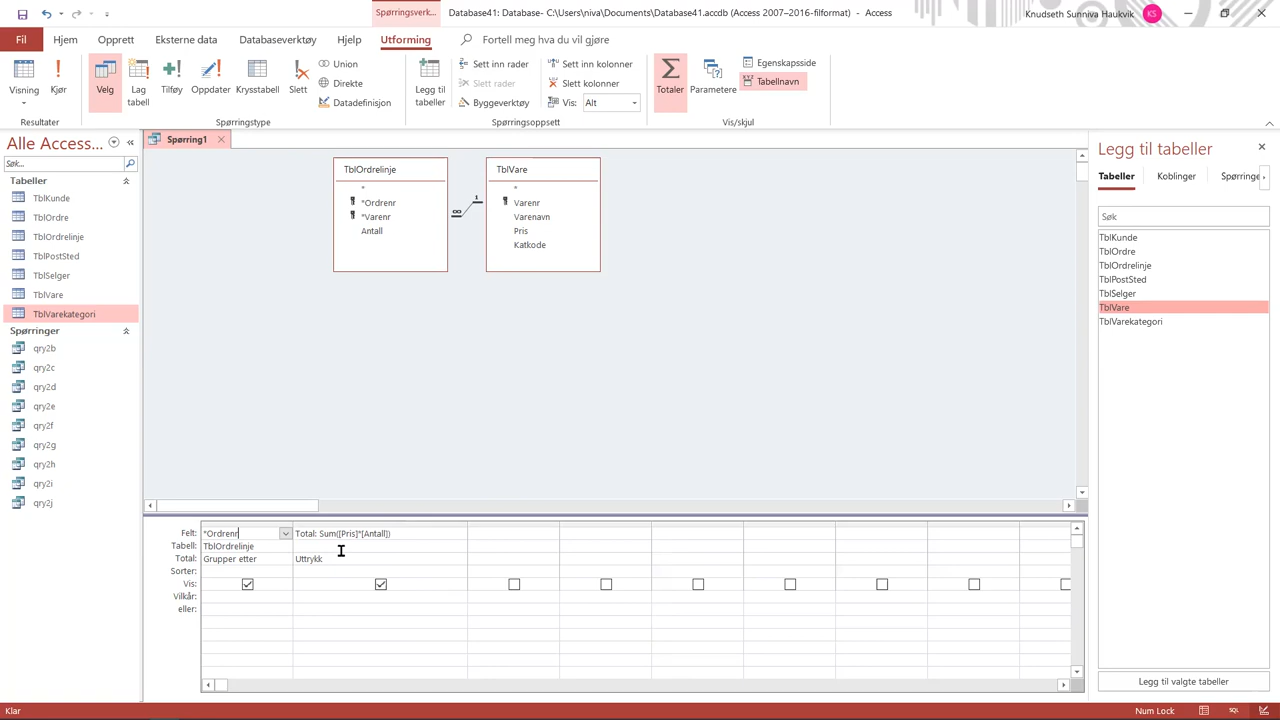 Spørringsverk... Database41: Database- C:\Users\niva\Documents\Database41.accdb (Access 2007–2016-filformat) - Access Knudseth Sunniva Haukvik KS
Fil Hjem Opprett Eksterne data Databaseverktøy Hjelp Utforming Fortell meg hva du vil gjøre
Visning Kjør Velg Lag tabell Tilføy Oppdater Krysstabell Slett
Union
Direkte
Datadefinisjon
Legg til tabeller
Sett inn rader
Slett rader
Byggeverktøy
Sett inn kolonner
Slett kolonner
Vis: Alt
Totaler Parametere
Egenskapsside
XYZ Tabellnavn
Resultater Spørringstype Spørringsoppsett Vis/skjul
Alle Access...
Søk...
Tabeller
TblKunde
TblOrdre
TblOrdrelinje
TblPostSted
TblSelger
TblVare
TblVarekategori
Spørringer
qry2b
qry2c
qry2d
qry2e
qry2f
qry2g
qry2h
qry2i
qry2j
Spørring1
TblOrdrelinje
*
*Ordrenr
*Varenr
Antall
∞ 1
TblVare
*
Varenr
Varenavn
Pris
Katkode
Felt: *Ordrenr Total: Sum([Pris]*[Antall])
Tabell: TblOrdrelinje
Total: Grupper etter Uttrykk
Sorter:
Vis:
Vilkår:
eller:
Legg til tabeller
Tabeller Koblinger Spørringe
Søk
TblKunde
TblOrdre
TblOrdrelinje
TblPostSted
TblSelger
TblVare
TblVarekategori
Legg til valgte tabeller
Klar Num Lock SQL